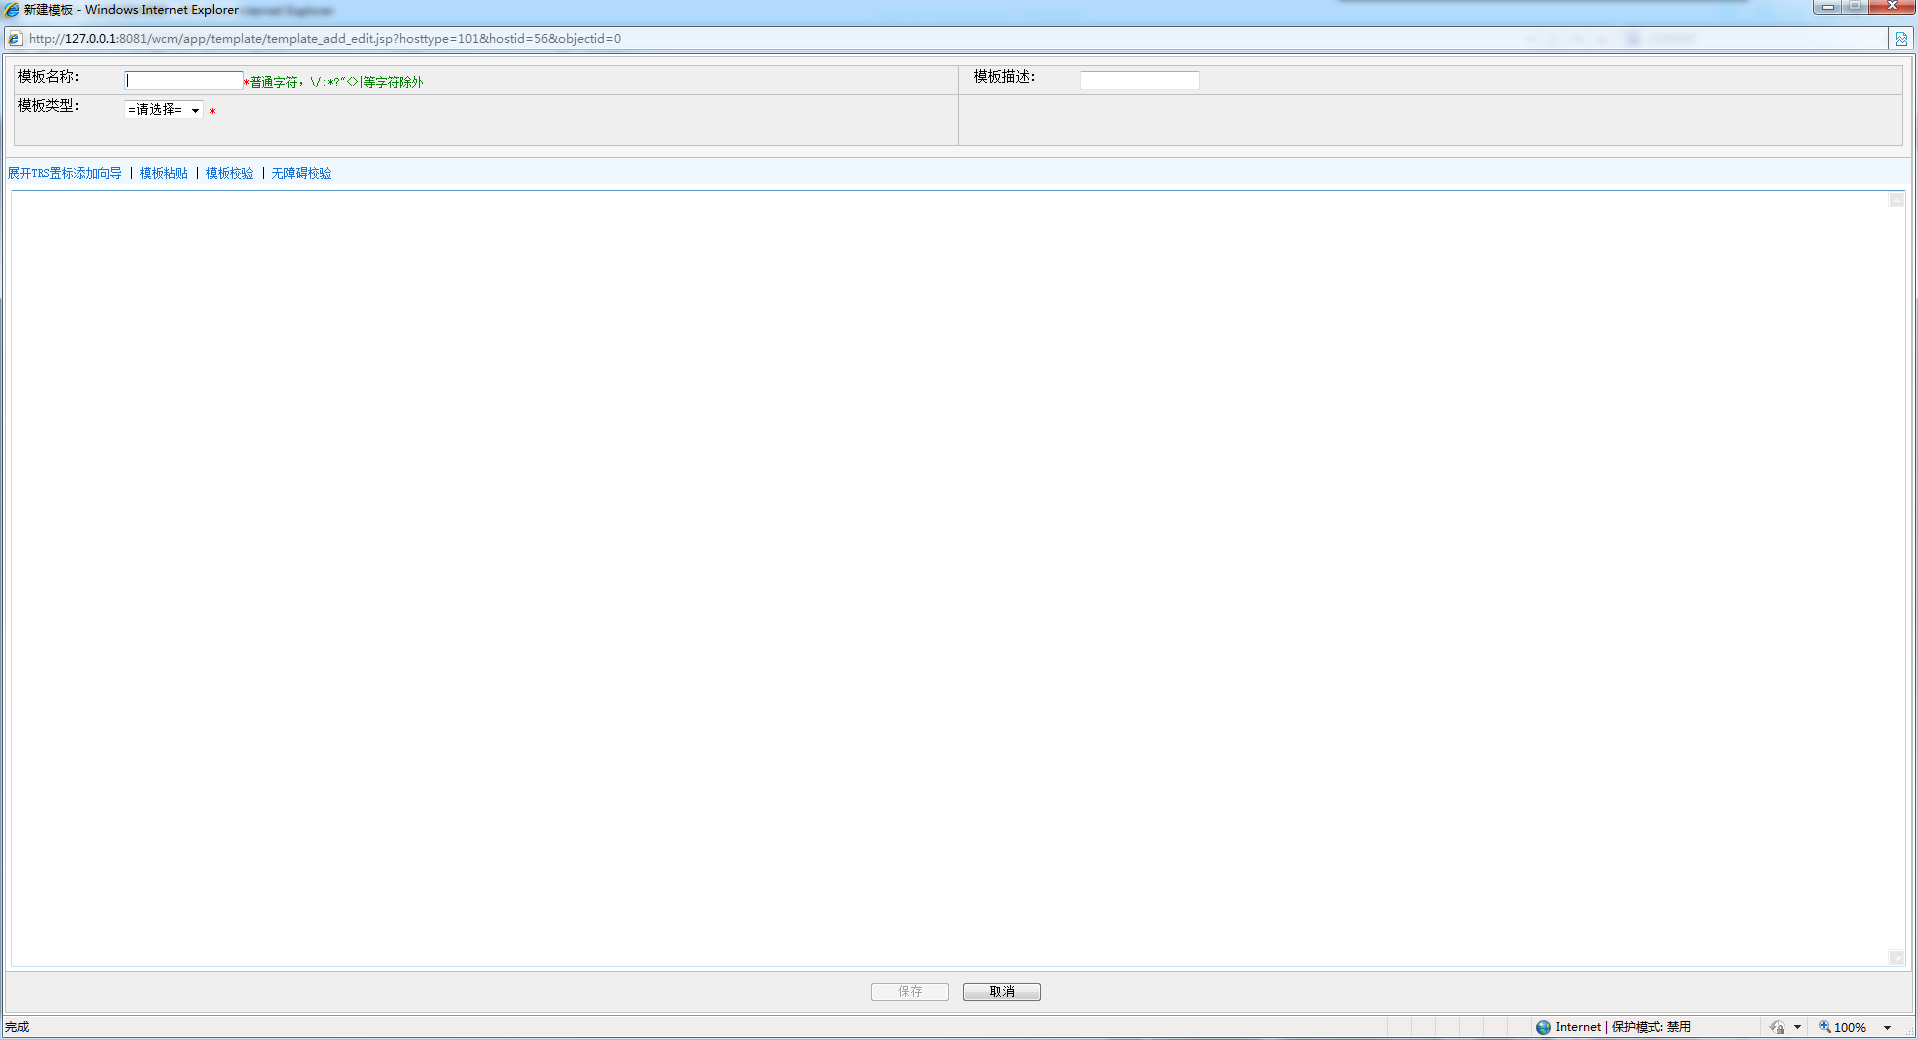 新建模板 - Windows Internet Explorer
http://127.0.0.1:8081/wcm/app/template/template_add_edit.jsp?hosttype=101&hostid=56&objectid=0
模板名称: *普通字符，\/:*?"<>|等字符除外 模板描述:
模板类型: =请选择= *
展开TRS置标添加向导 | 模板粘贴 | 模板校验 | 无障碍校验
保存 取消
完成 Internet | 保护模式: 禁用 100%